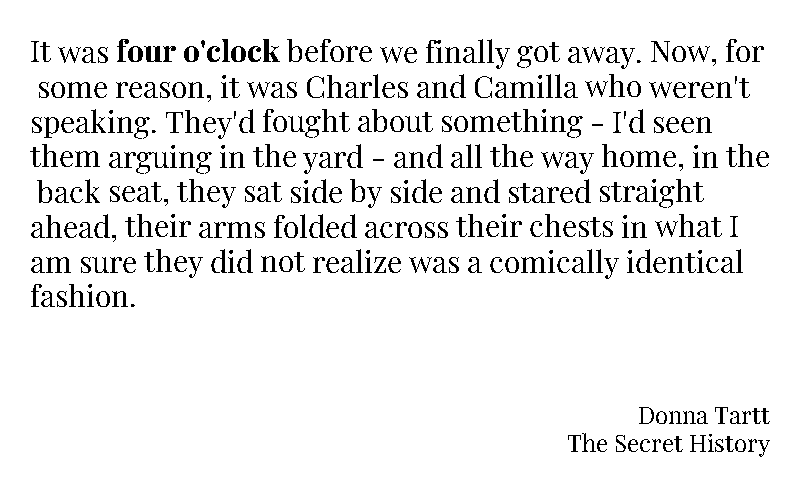 It was four o'clock before we finally got away. Now, for
some reason, it was Charles and Camilla who weren't
speaking. They'd fought about something - I'd seen
them arguing in the yard - and all the way home, in the
back seat, they sat side by side and stared straight
ahead, their arms folded across their chests in what I
am sure they did not realize was a comically identical
fashion.
Donna Tartt
The Secret History